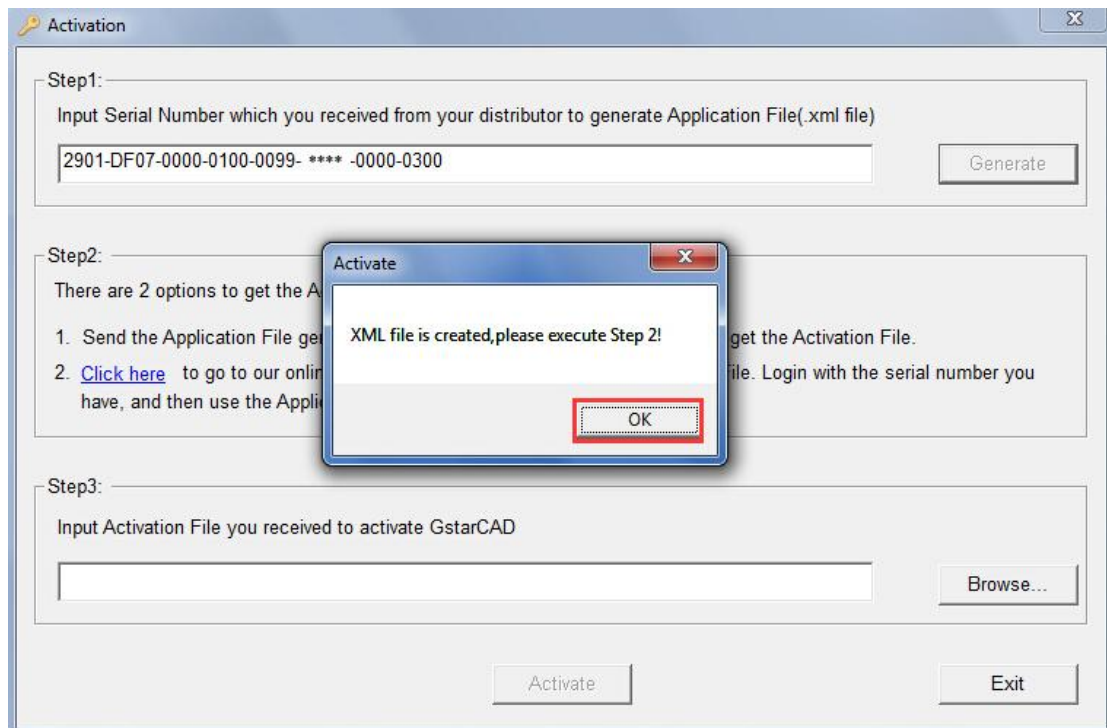 Activation
Step1:
Input Serial Number which you received from your distributor to generate Application File(.xml file)
2901-DF07-0000-0100-0099- **** -0000-0300
Generate
Step2:
There are 2 options to get the A
1. Send the Application File ge
get the Activation File.
2. Click here to go to our onlin
ile. Login with the serial number you
have, and then use the Appli
Activate
XML file is created,please execute Step 2!
OK
Step3:
Input Activation File you received to activate GstarCAD
Browse...
Activate
Exit